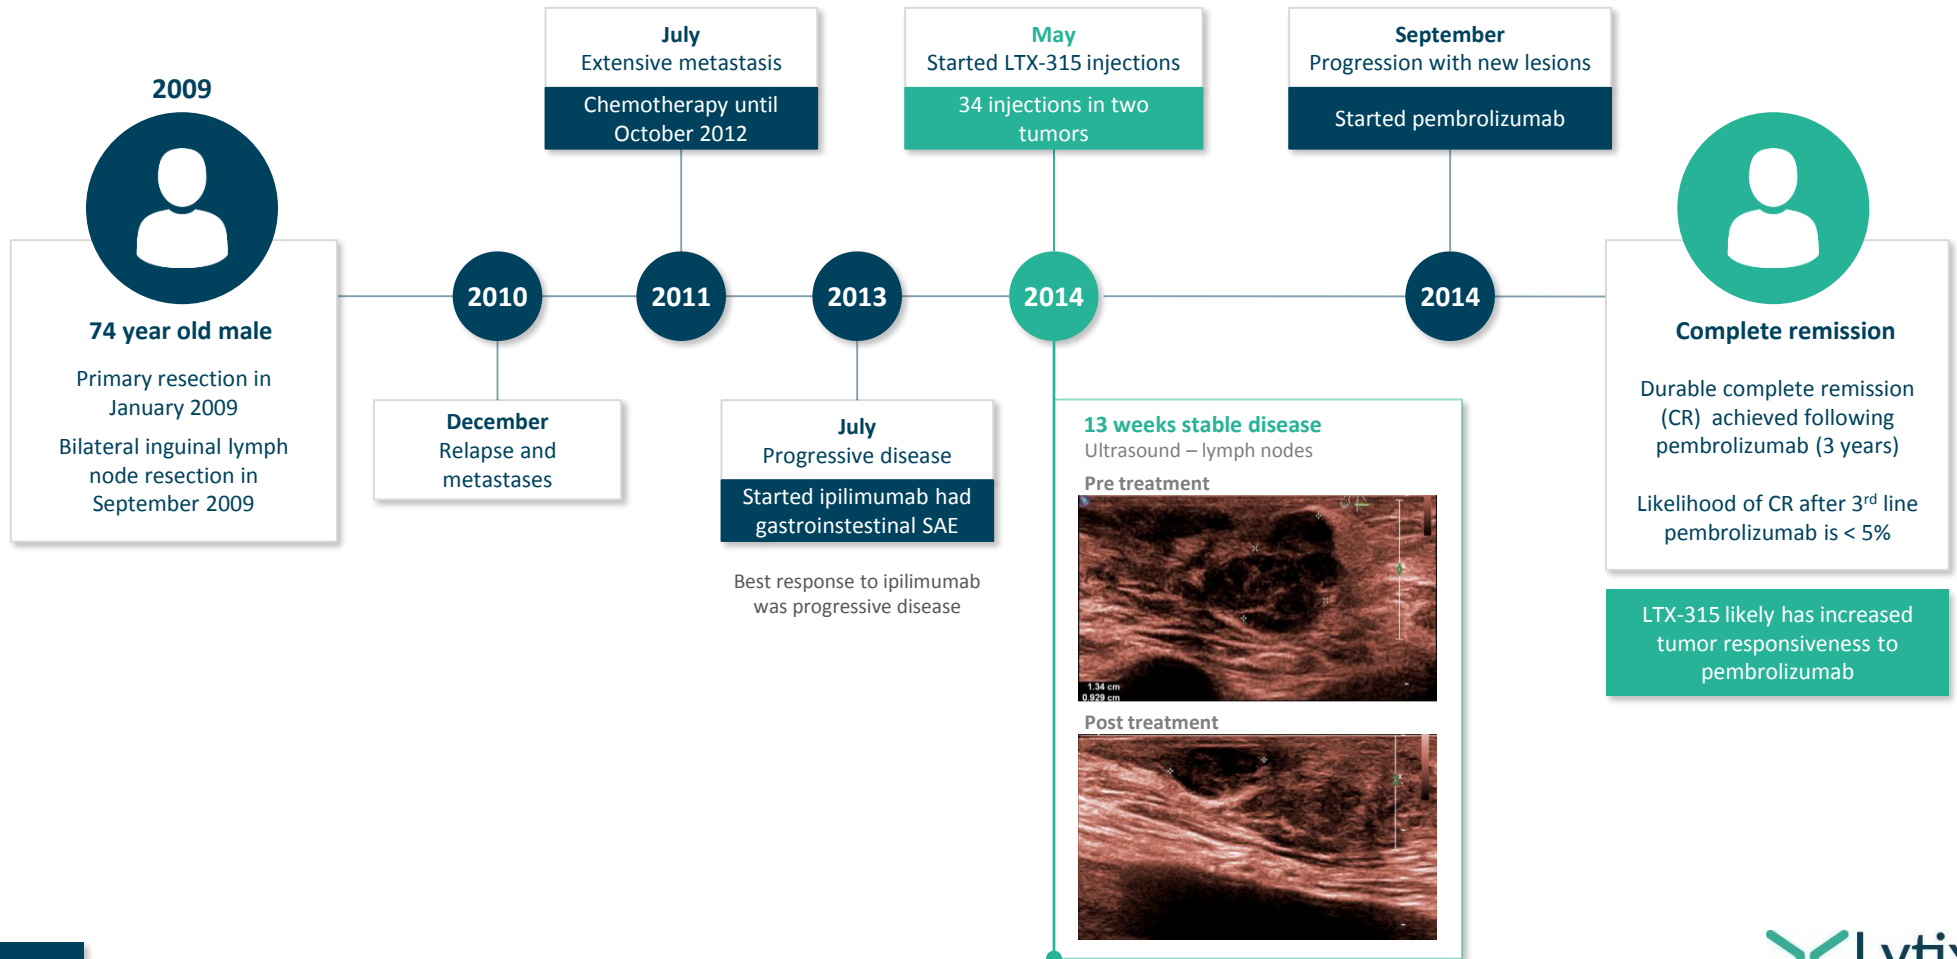 2009
74 year old male
Primary resection in
January 2009
Bilateral inguinal lymph
node resection in
September 2009
2010
December
Relapse and
metastases
July
Extensive metastasis
Chemotherapy until
October 2012
2011
2013
July
Progressive disease
Started ipilimumab had
gastroinstestinal SAE
Best response to ipilimumab
was progressive disease
May
Started LTX-315 injections
34 injections in two
tumors
2014
13 weeks stable disease
Ultrasound – lymph nodes
Pre treatment
1.34 cm
0.929 cm
Post treatment
September
Progression with new lesions
Started pembrolizumab
2014
Complete remission
Durable complete remission
(CR) achieved following
pembrolizumab (3 years)
Likelihood of CR after 3rd line
pembrolizumab is < 5%
LTX-315 likely has increased
tumor responsiveness to
pembrolizumab
Lytix